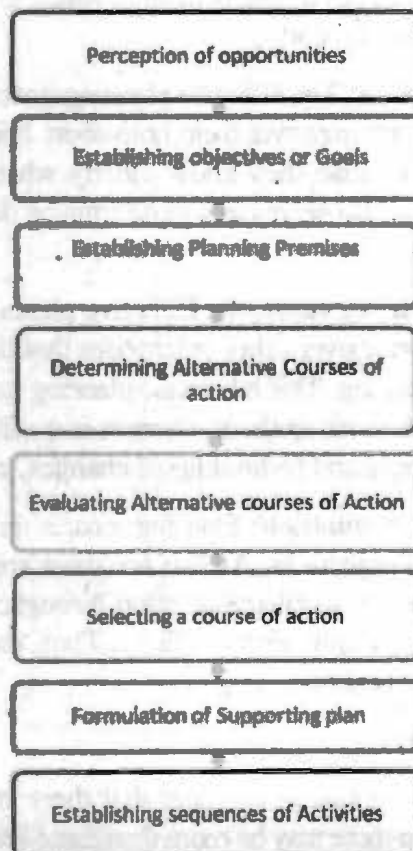 Perception of opportunities
Establishing objectives or Goals
Establishing Planning Premises
Determining Alternative Courses of
action
Evaluating Alternative courses of Action
Selecting a course of action
Formulation of Supporting plan
Establishing sequences of Activities